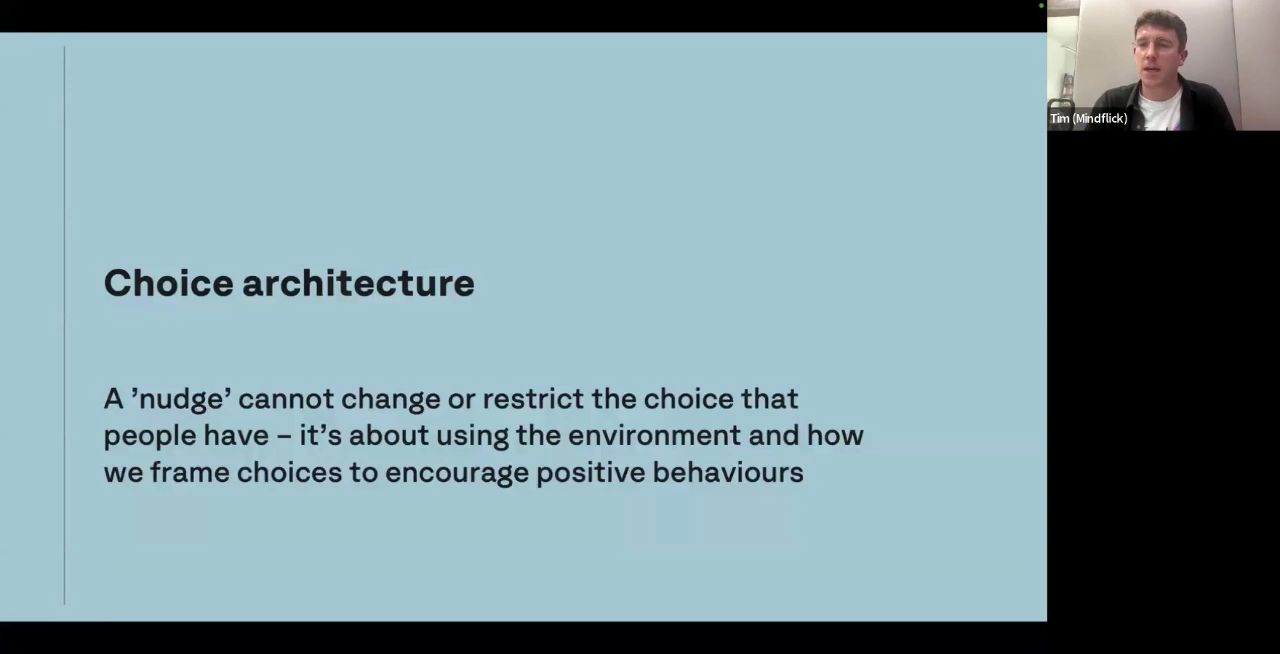 Choice architecture
A ’nudge’ cannot change or restrict the choice that
people have – it’s about using the environment and how
we frame choices to encourage positive behaviours
Tim (Mindflick)